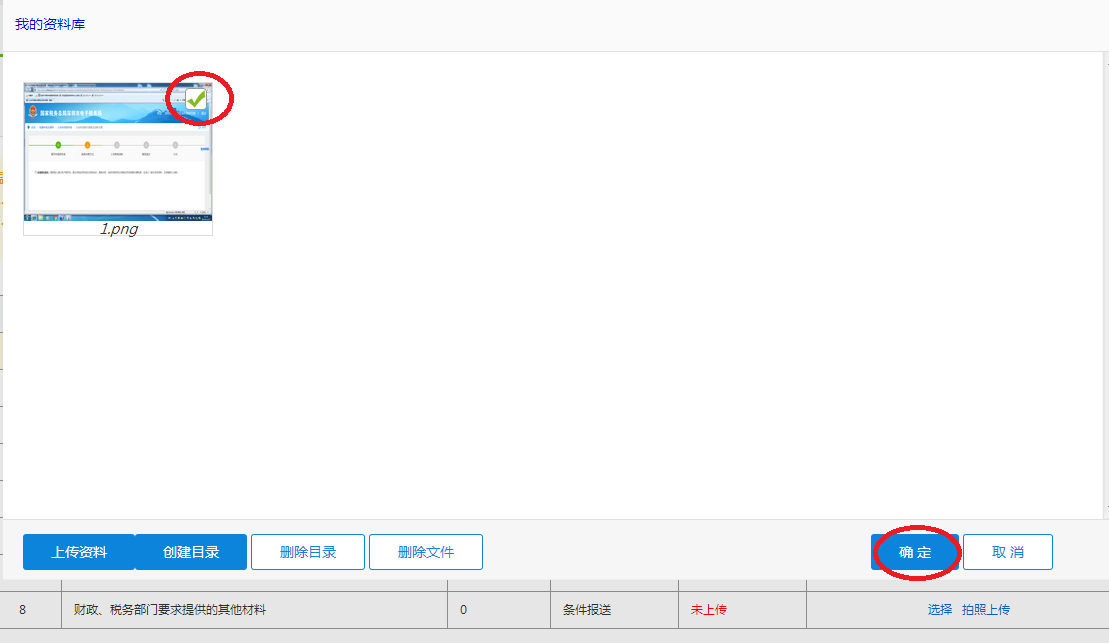 我的资料库
1.png
上传资料 创建目录 删除目录 删除文件 确 定 取 消
8 财政、税务部门要求提供的其他材料 0 条件报送 未上传 选择 拍照上传